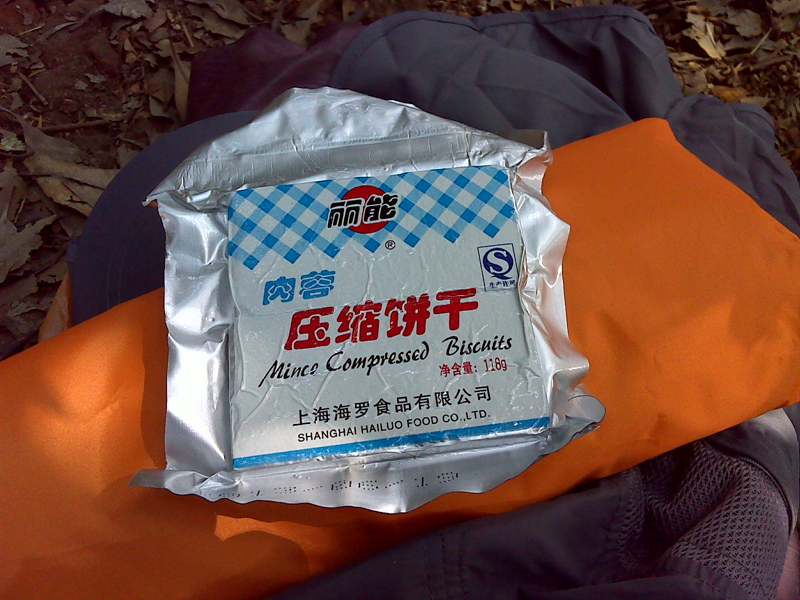 丽能
®
肉蓉
压缩饼干
Mince Compressed Biscuits
净含量: 118g
上海海罗食品有限公司
SHANGHAI HAILUO FOOD CO.,LTD.